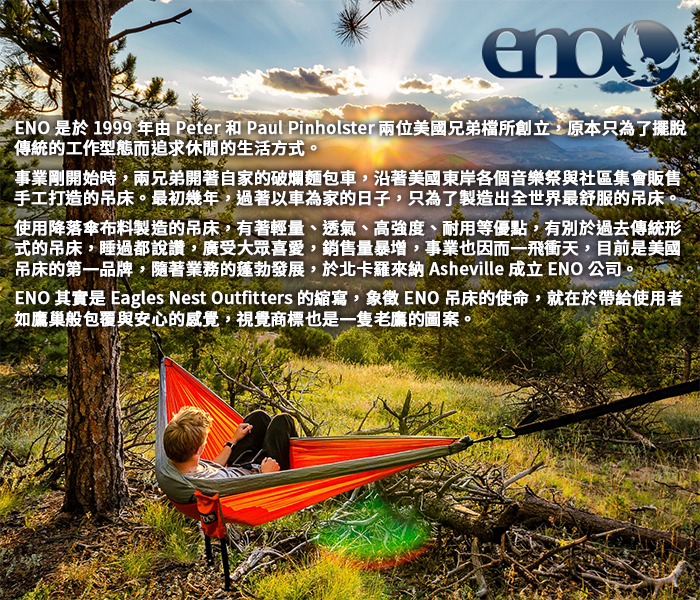 eno
ENO 是於 1999 年由 Peter 和 Paul Pinholster 兩位美國兄弟檔所創立，原本只為了擺脫
傳統的工作型態而追求休閒的生活方式。
事業剛開始時，兩兄弟開著自家的破爛麵包車，沿著美國東岸各個音樂祭與社區集會販售
手工打造的吊床。最初幾年，過著以車為家的日子，只為了製造出全世界最舒服的吊床。
使用降落傘布料製造的吊床，有著輕量、透氣、高強度、耐用等優點，有別於過去傳統形
式的吊床，睡過都說讚，廣受大眾喜愛，銷售量暴增，事業也因而一飛衝天，目前是美國
吊床的第一品牌，隨著業務的蓬勃發展，於北卡羅來納 Asheville 成立 ENO 公司。
ENO 其實是 Eagles Nest Outfitters 的縮寫，象徵 ENO 吊床的使命，就在於帶給使用者
如鷹巢般包覆與安心的感覺，視覺商標也是一隻老鷹的圖案。